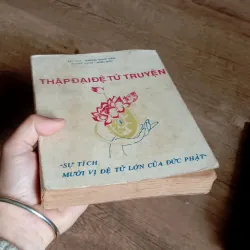 THẬP ĐẠI ĐỆ TỬ TRUYỆN
"SỰ TÍCH
MƯỜI VỊ ĐỆ TỬ LỚN CỦA ĐỨC PHẬT"